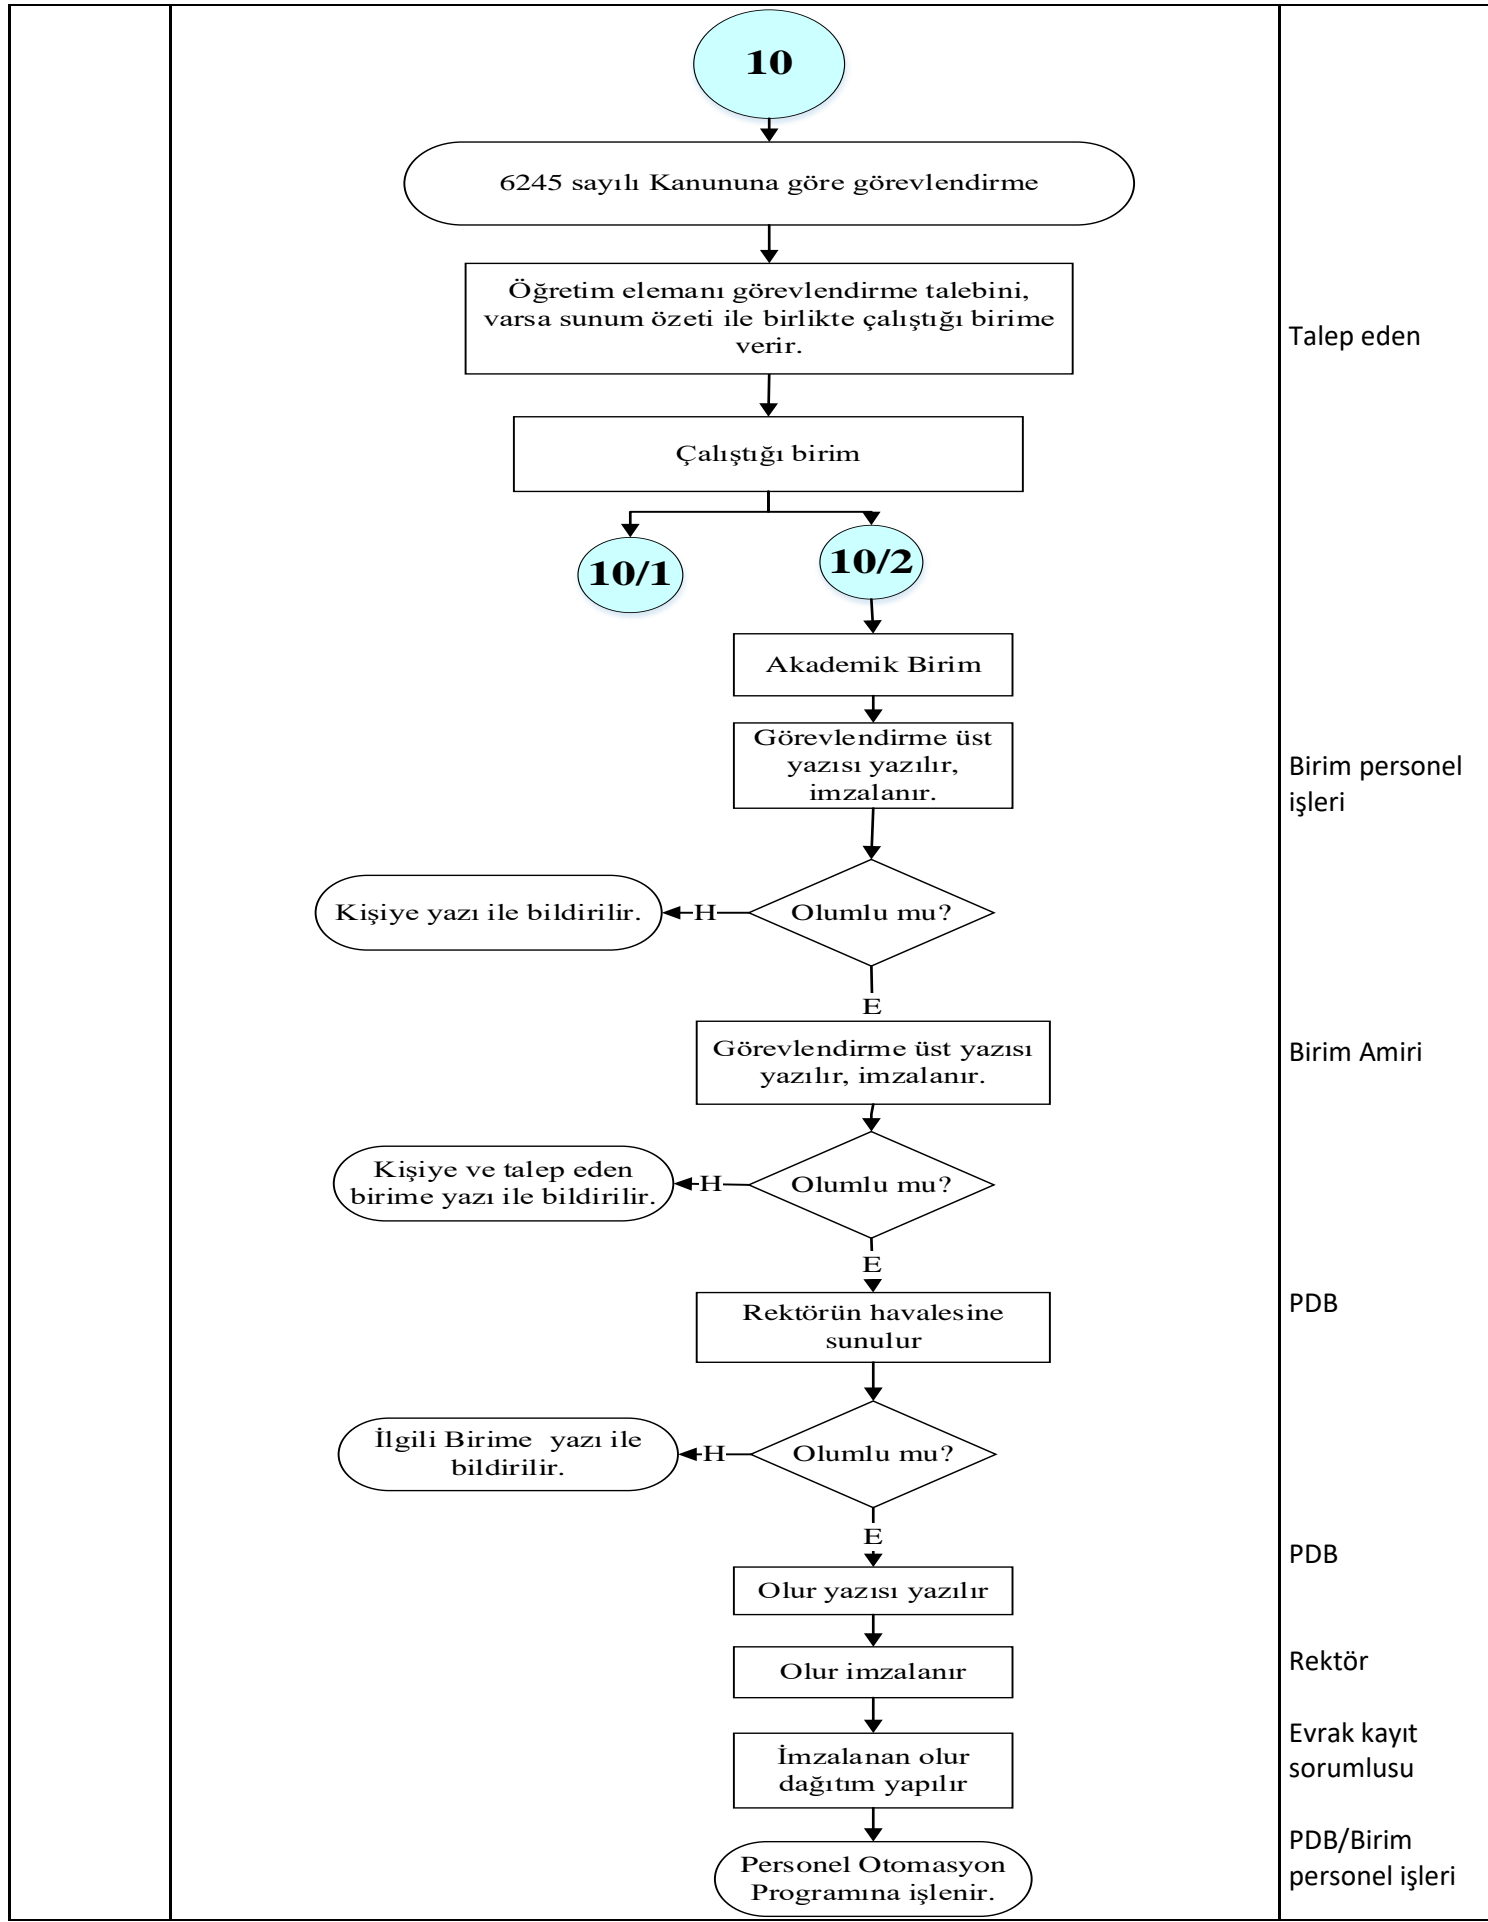 10
6245 sayılı Kanununa göre görevlendirme
Öğretim elemanı görevlendirme talebini,
varsa sunum özeti ile birlikte çalıştığı birime
verir.
Talep eden
Çalıştığı birim
10/1
10/2
Akademik Birim
Görevlendirme üst
yazısı yazılır,
imzalanır.
Birim personel
işleri
Kişiye yazı ile bildirilir.
H
Olumlu mu?
E
Görevlendirme üst yazısı
yazılır, imzalanır.
Birim Amiri
Kişiye ve talep eden
birime yazı ile bildirilir.
H
Olumlu mu?
E
Rektörün havalesine
sunulur
PDB
İlgili Birime yazı ile
bildirilir.
H
Olumlu mu?
E
PDB
Olur yazısı yazılır
Olur imzalanır
Rektör
İmzalanan olur
dağıtım yapılır
Evrak kayıt
sorumlusu
Personel Otomasyon
Programına işlenir.
PDB/Birim
personel işleri